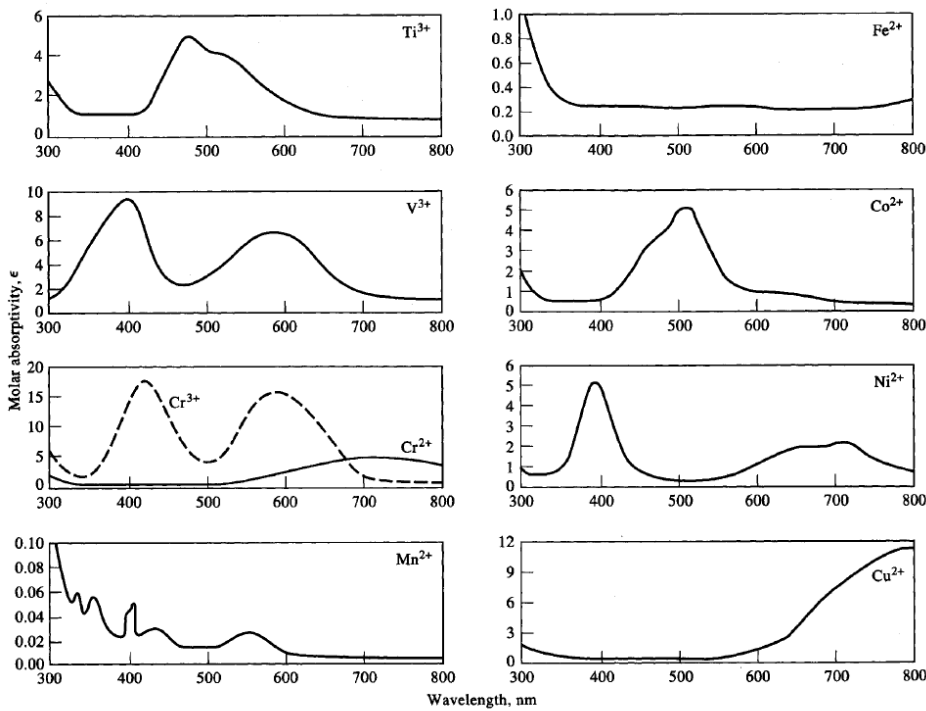 6
4
2
0
Ti³⁺
300 400 500 600 700 800
1.0
0.8
0.6
0.4
0.2
0.0
Fe²⁺
300 400 500 600 700 800
10
8
6
4
2
0
V³⁺
300 400 500 600 700 800
6
5
4
3
2
1
0
Co²⁺
300 400 500 600 700 800
Molar absorptivity, ϵ
20
15
10
5
0
Cr³⁺
Cr²⁺
300 400 500 600 700 800
6
5
4
3
2
1
0
Ni²⁺
300 400 500 600 700 800
0.10
0.08
0.06
0.04
0.02
0.00
Mn²⁺
300 400 500 600 700 800
12
9
6
3
0
Cu²⁺
300 400 500 600 700 800
Wavelength, nm